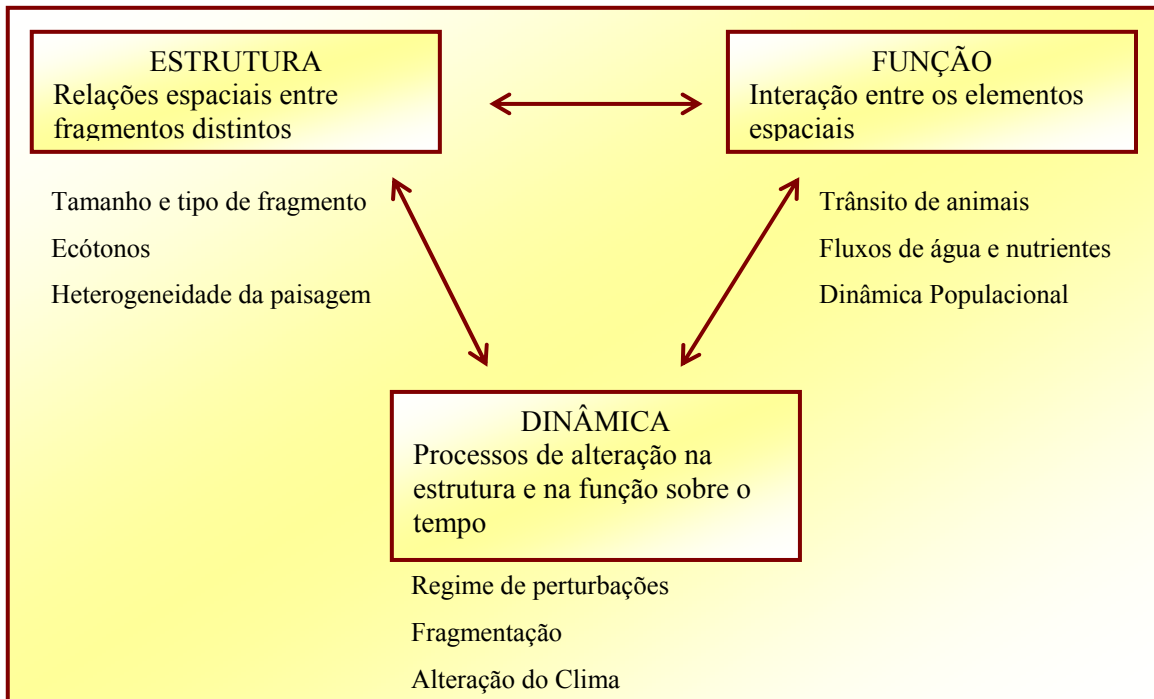 ESTRUTURA
Relações espaciais entre
fragmentos distintos
Tamanho e tipo de fragmento
Ecótonos
Heterogeneidade da paisagem
FUNÇÃO
Interação entre os elementos
espaciais
Trânsito de animais
Fluxos de água e nutrientes
Dinâmica Populacional
DINÂMICA
Processos de alteração na
estrutura e na função sobre o
tempo
Regime de perturbações
Fragmentação
Alteração do Clima